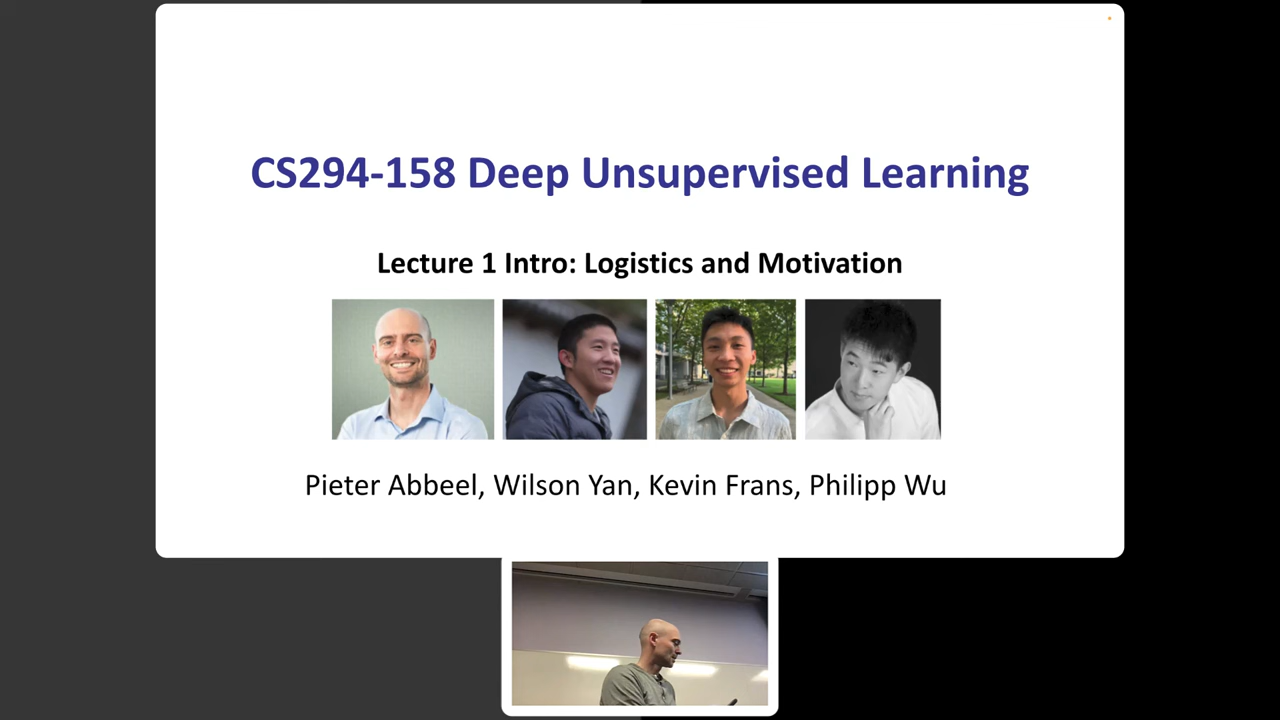 CS294-158 Deep Unsupervised Learning
Lecture 1 Intro: Logistics and Motivation
Pieter Abbeel, Wilson Yan, Kevin Frans, Philipp Wu